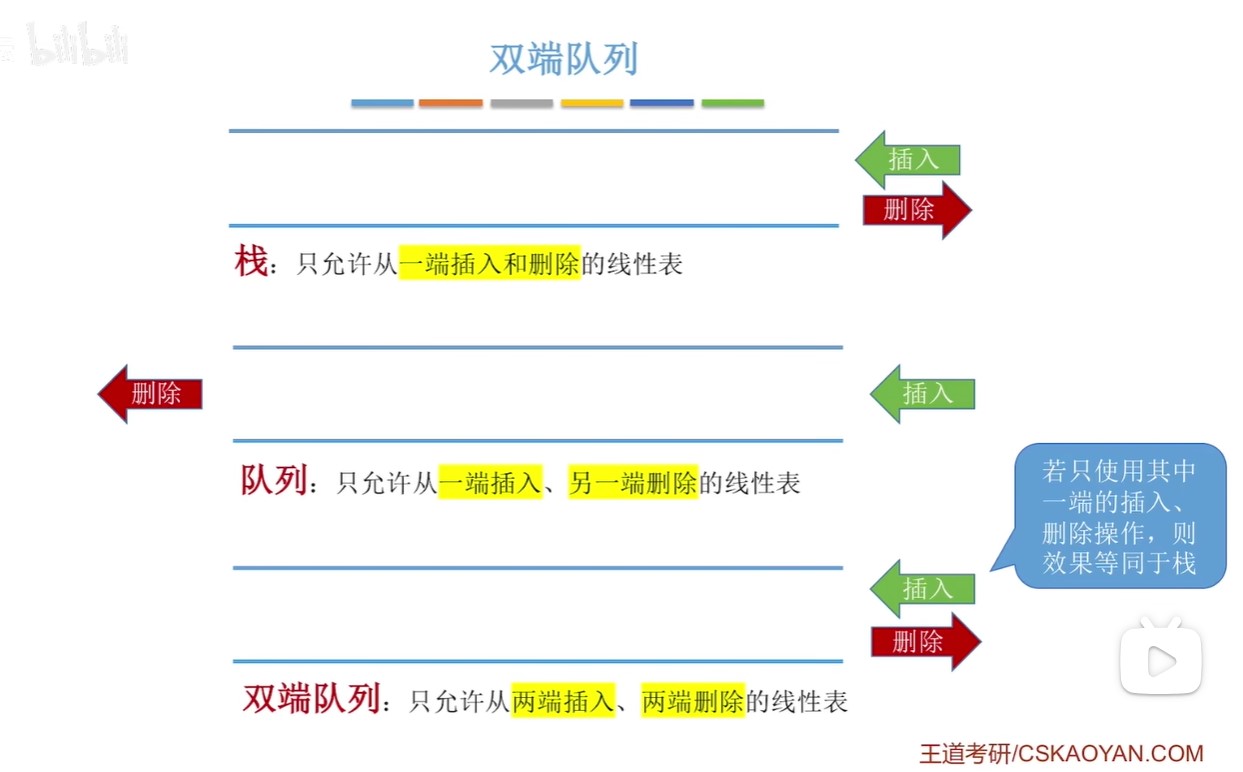 bilibili
双端队列
插入
删除
栈：只允许从一端插入和删除的线性表
删除
插入
队列：只允许从一端插入、另一端删除的线性表
若只使用其中
一端的插入、
删除操作，则
效果等同于栈
插入
删除
双端队列：只允许从两端插入、两端删除的线性表
王道考研/CSKAOYAN.COM